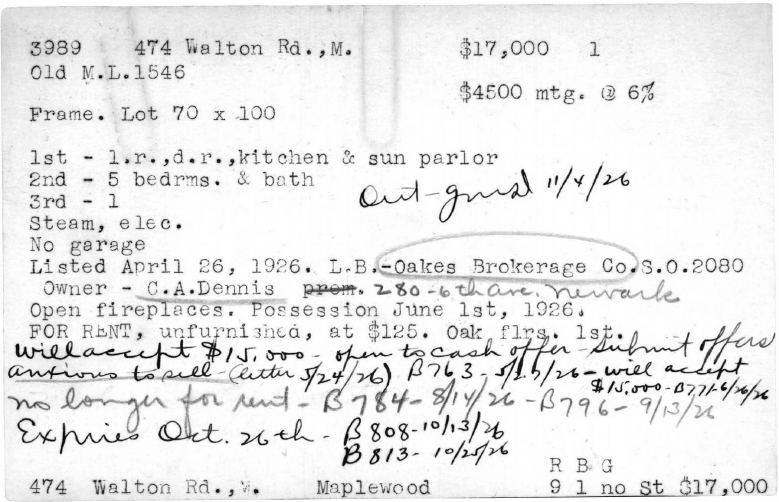 3989 474 Walton Rd.,M. $17,000 1
Old M.L.1546
$4500 mtg. @ 6%
Frame. Lot 70 x 100
1st - l.r.,d.r.,kitchen & sun parlor
2nd - 5 bedrms. & bath
Out - 11/4/26
3rd - 1
Steam, elec.
No garage
Listed April 26, 1926. L.B.-Oakes Brokerage Co.S.O.2080
Owner - C.A.Dennis prem. 280-6th ave. Newark
Open fireplaces. Possession June 1st, 1926.
FOR RENT, unfurnished, at $125. Oak flrs. 1st.
will accept $15,000 - open to cash offer - submit offers
anxious to sell - (letter 5/24/26) B763 - 5/27/26 - will accept
$15,000 - B771-6/26/26
no longer for rent - B784 - 8/14/26 - B796 - 9/13/26
Expires Oct. 26th - B808-10/13/26
B813 - 10/25/26
R B G
474 Walton Rd.,M. Maplewood 9 1 no St $17,000